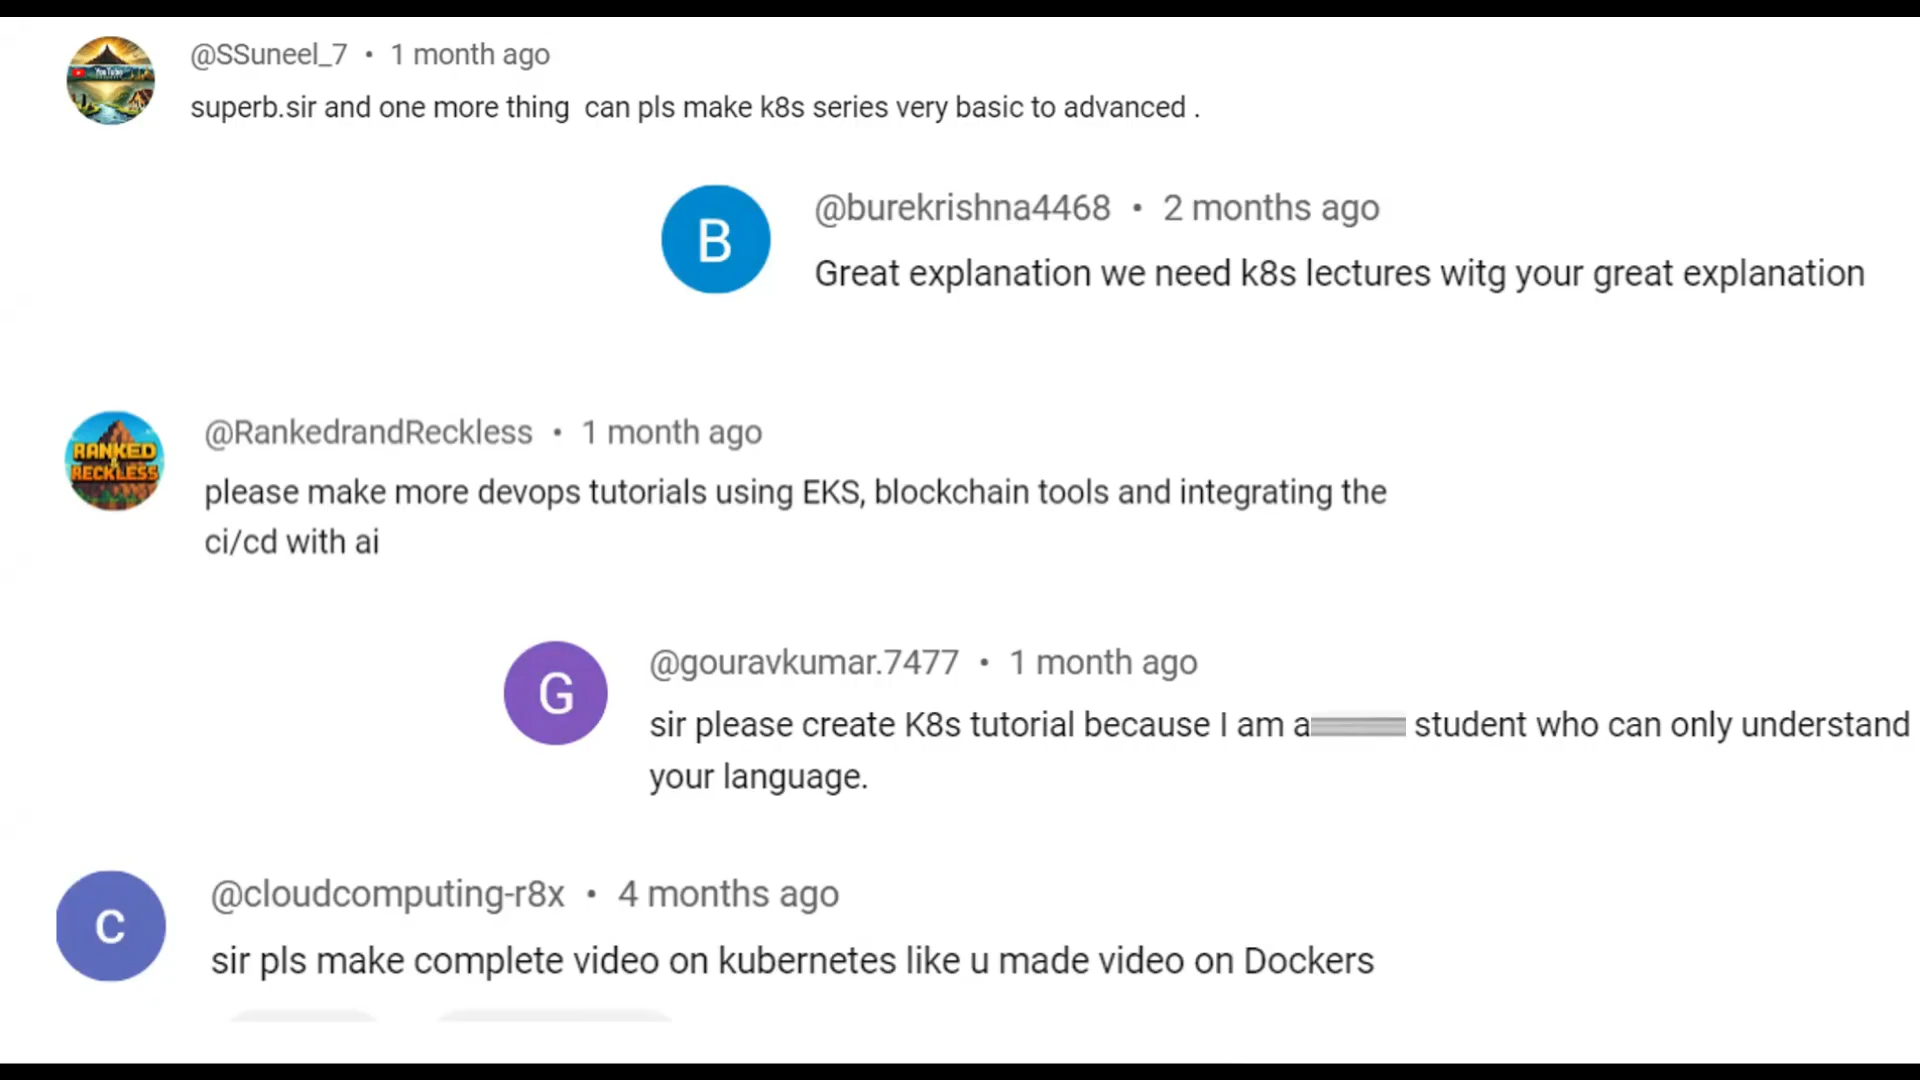 @SSuneel_7 • 1 month ago
superb.sir and one more thing can pls make k8s series very basic to advanced .
B
@burekrishna4468 • 2 months ago
Great explanation we need k8s lectures witg your great explanation
RANKED
&
RECKLESS
@RankedrandReckless • 1 month ago
please make more devops tutorials using EKS, blockchain tools and integrating the
ci/cd with ai
G
@gouravkumar.7477 • 1 month ago
sir please create K8s tutorial because I am a student who can only understand
your language.
C
@cloudcomputing-r8x • 4 months ago
sir pls make complete video on kubernetes like u made video on Dockers